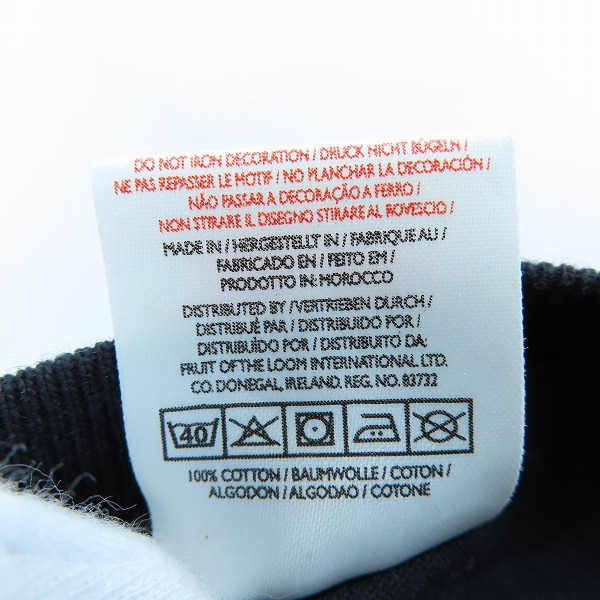 DO NOT IRON DECORATION / DRUCK NICHT BÜGELN /
NE PAS REPASSER LE MOTIF / NO PLANCHAR LA DECORACIÓN /
NÃO PASSAR A DECORAÇÃO A FERRO /
NON STIRARE IL DISEGNO STIRARE AL ROVESCIO /
MADE IN / HERGESTELLT IN / FABRIQUE AU /
FABRICADO EN / FEITO EM /
PRODOTTO IN: MOROCCO
DISTRIBUTED BY / VERTRIEBEN DURCH /
DISTRIBUÉ PAR / DISTRIBUIDO POR /
DISTRIBUÍDO POR / DISTRIBUITO DA:
FRUIT OF THE LOOM INTERNATIONAL LTD.
CO. DONEGAL, IRELAND. REG. NO. 83732
40
100% COTTON / BAUMWOLLE / COTON /
ALGODON / ALGODAO / COTONE